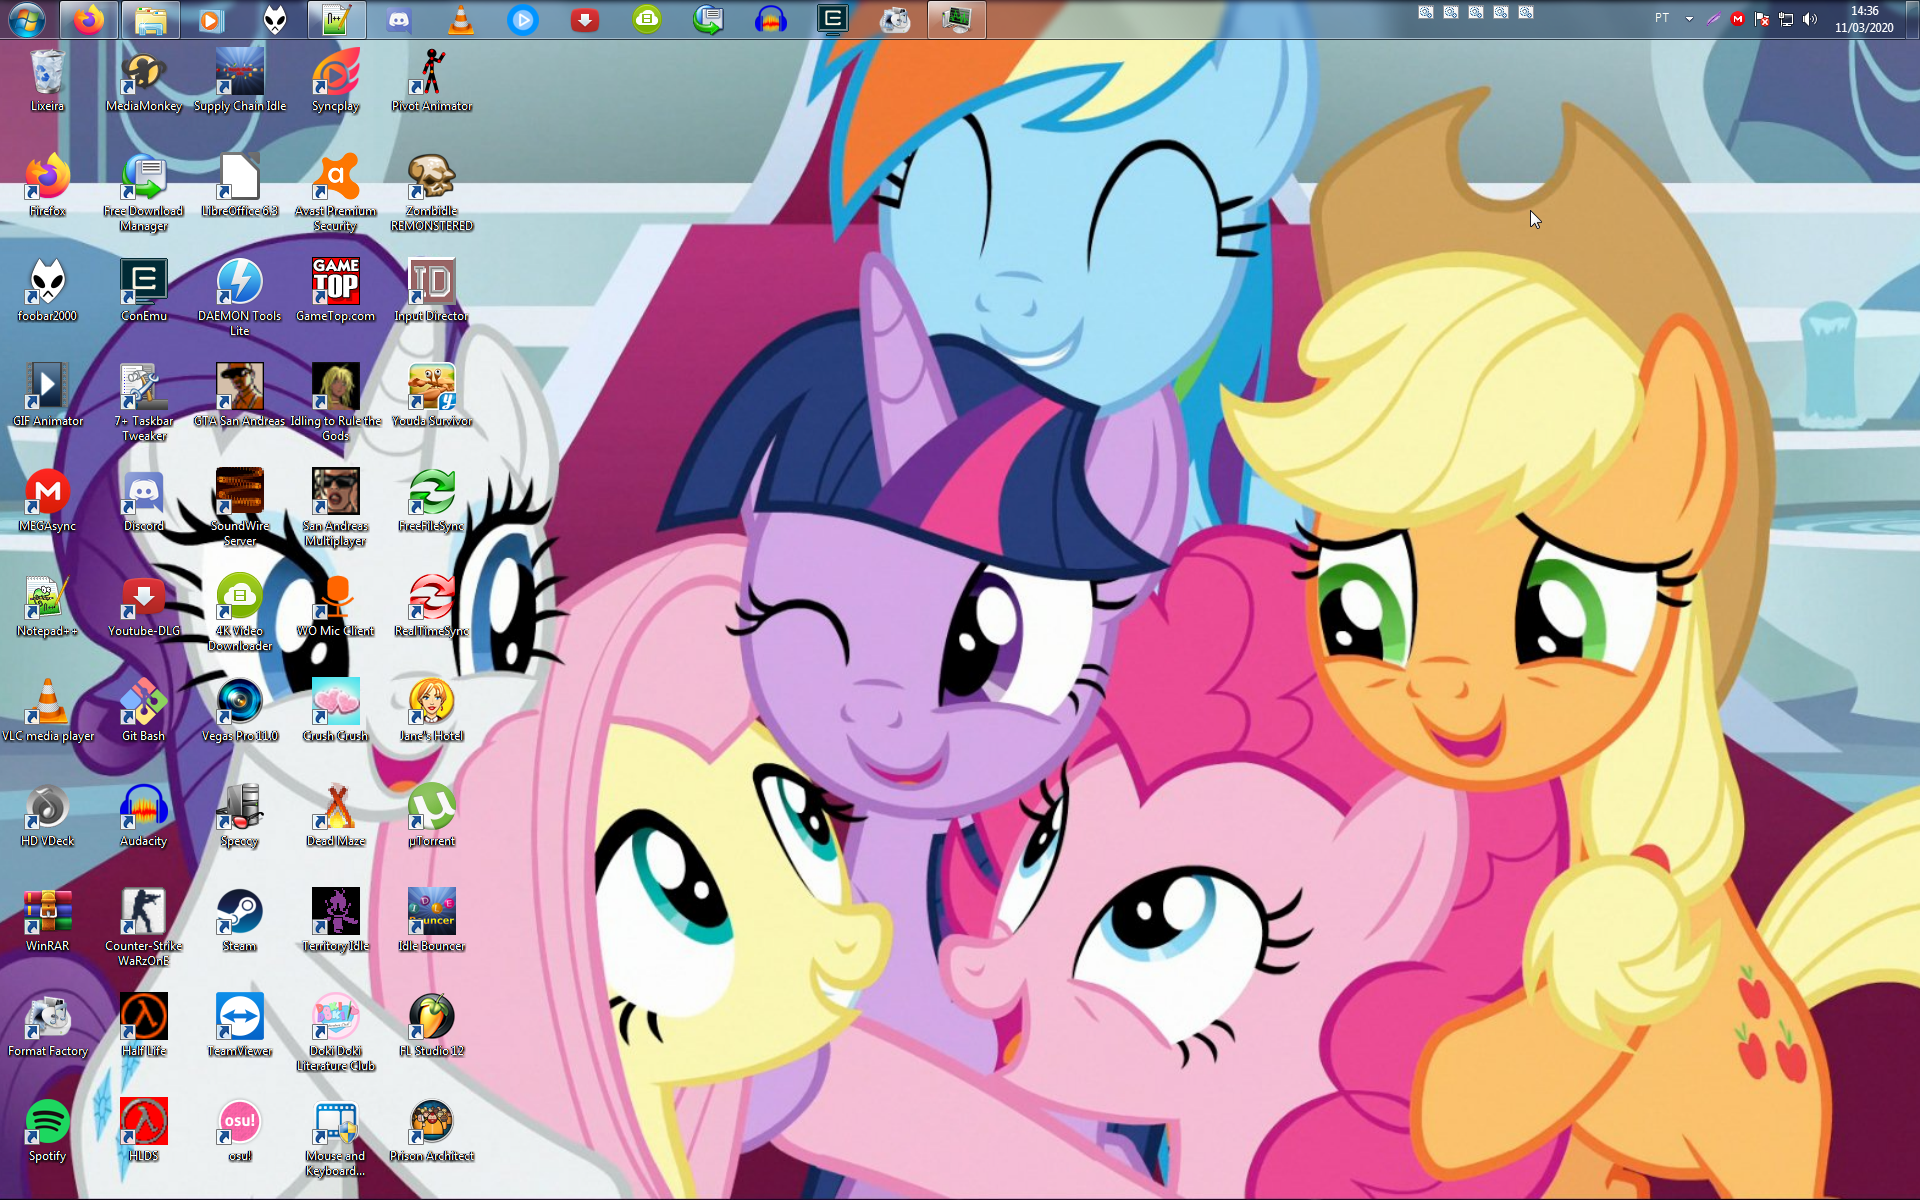 PT
14:36
11/03/2020
Lixeira
MediaMonkey
Supply Chain Idle
Syncplay
Pivot Animator
Firefox
Free Download
Manager
LibreOffice 6.3
Avast Premium
Security
Zombidle
REMONSTERED
foobar2000
ConEmu
DAEMON Tools
Lite
GAME
TOP
GameTop.com
ID
Input Director
GIF Animator
7+ Taskbar
Tweaker
GTA San Andreas
Idling to Rule the
Gods
Youda Survivor
MEGAsync
Discord
SoundWire
Server
San Andreas
Multiplayer
FreeFileSync
Notepad++
Youtube-DLG
4K Video
Downloader
WO Mic Client
RealTimeSync
VLC media player
Git Bash
Vegas Pro 11.0
Crush Crush
Jane's Hotel
HD VDeck
Audacity
Speccy
Dead Maze
µTorrent
WinRAR
Counter-Strike
WaRzOnE
Steam
Territory Idle
Idle Bouncer
Format Factory
Half Life
TeamViewer
Doki Doki
Literature Club
FL Studio 12
Spotify
HLDS
osu!
osu!
Mouse and
Keyboard...
Prison Architect